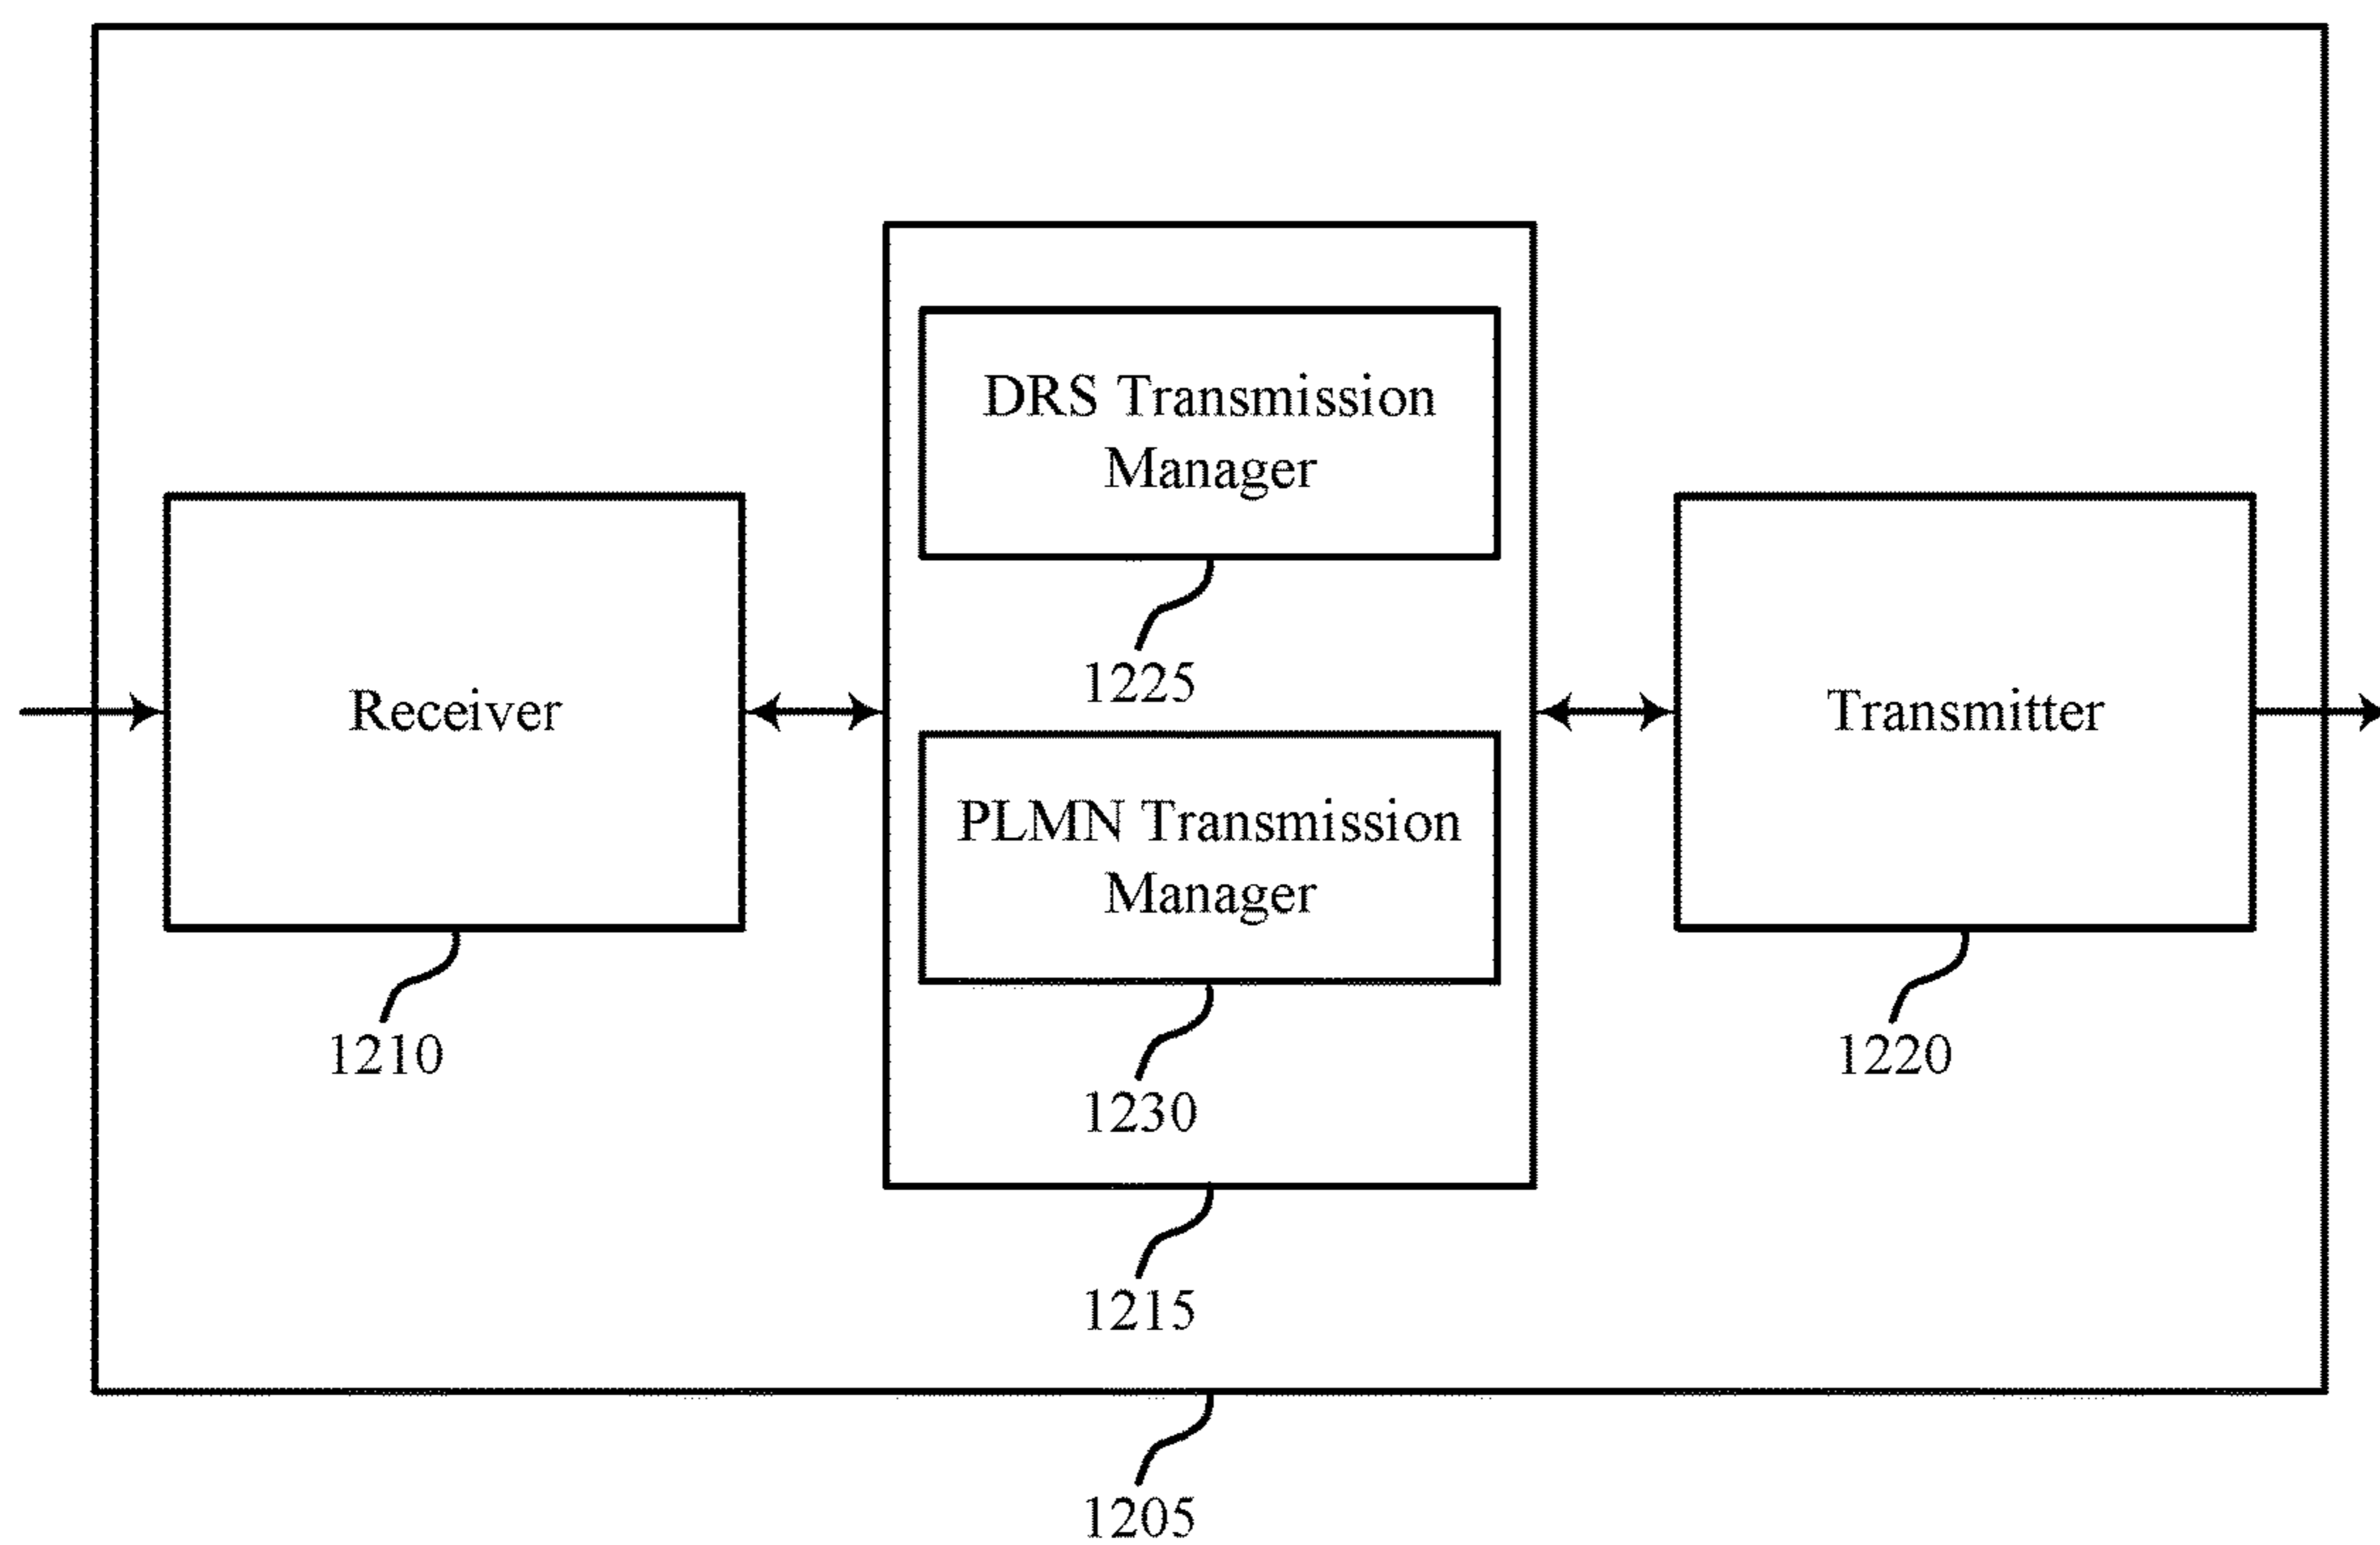 DRS Transmission
Manager
1225
Receiver
1210
PLMN Transmission
Manager
1230
Transmitter
1220
1215
1205